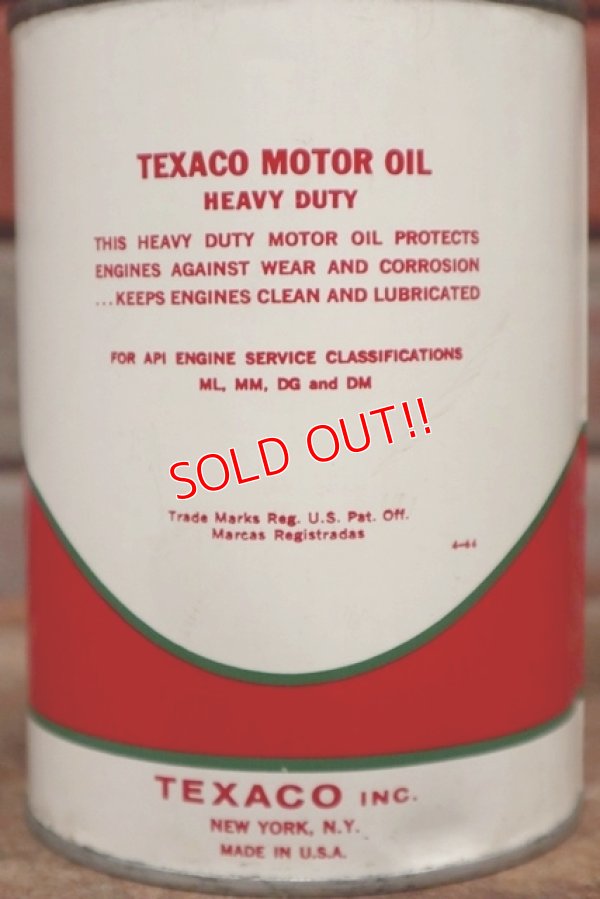 TEXACO MOTOR OIL
HEAVY DUTY
THIS HEAVY DUTY MOTOR OIL PROTECTS
ENGINES AGAINST WEAR AND CORROSION
...KEEPS ENGINES CLEAN AND LUBRICATED
FOR API ENGINE SERVICE CLASSIFICATIONS
ML, MM, DG and DM
SOLD OUT!!
Trade Marks Reg. U.S. Pat. Off.
Marcas Registradas
TEXACO INC.
NEW YORK, N.Y.
MADE IN U.S.A.